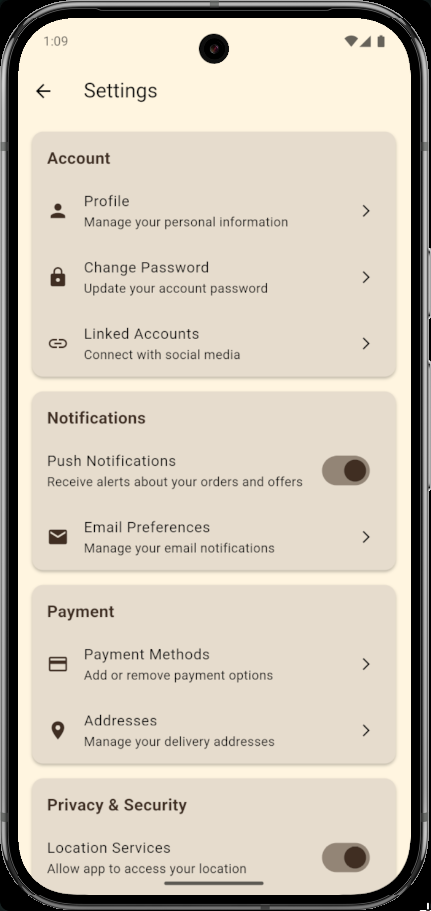 1:09
Settings
Account
Profile
Manage your personal information
Change Password
Update your account password
Linked Accounts
Connect with social media
Notifications
Push Notifications
Receive alerts about your orders and offers
Email Preferences
Manage your email notifications
Payment
Payment Methods
Add or remove payment options
Addresses
Manage your delivery addresses
Privacy & Security
Location Services
Allow app to access your location